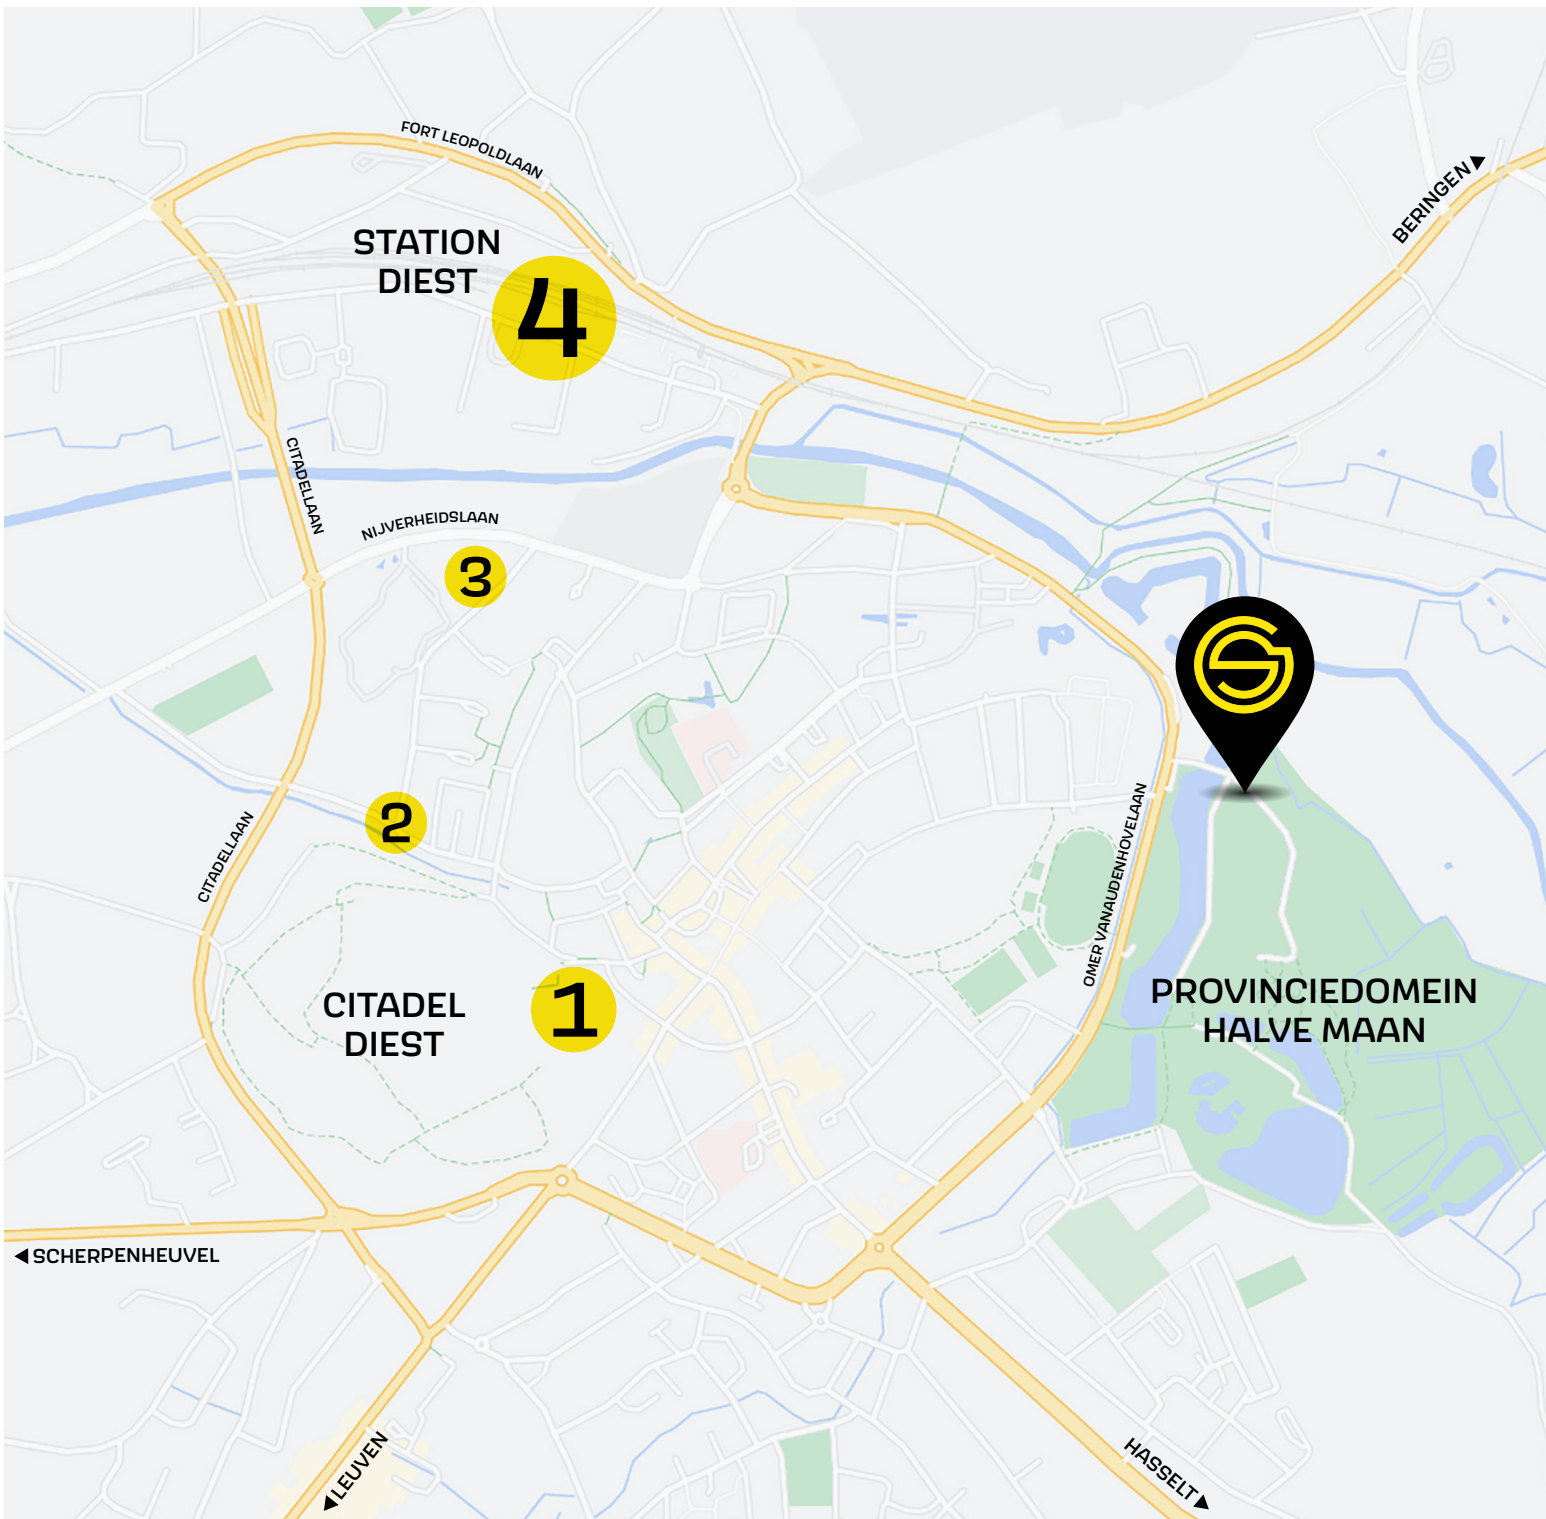 FORT LEOPOLDLAAN
BERINGEN
STATION
DIEST
4
CITADELLAAN
NIJVERHEIDSLAAN
3
2
CITADELLAAN
OMER VANAUDENHOVELAAN
CITADEL
DIEST
1
PROVINCIEDOMEIN
HALVE MAAN
SCHERPENHEUVEL
LEUVEN
HASSELT